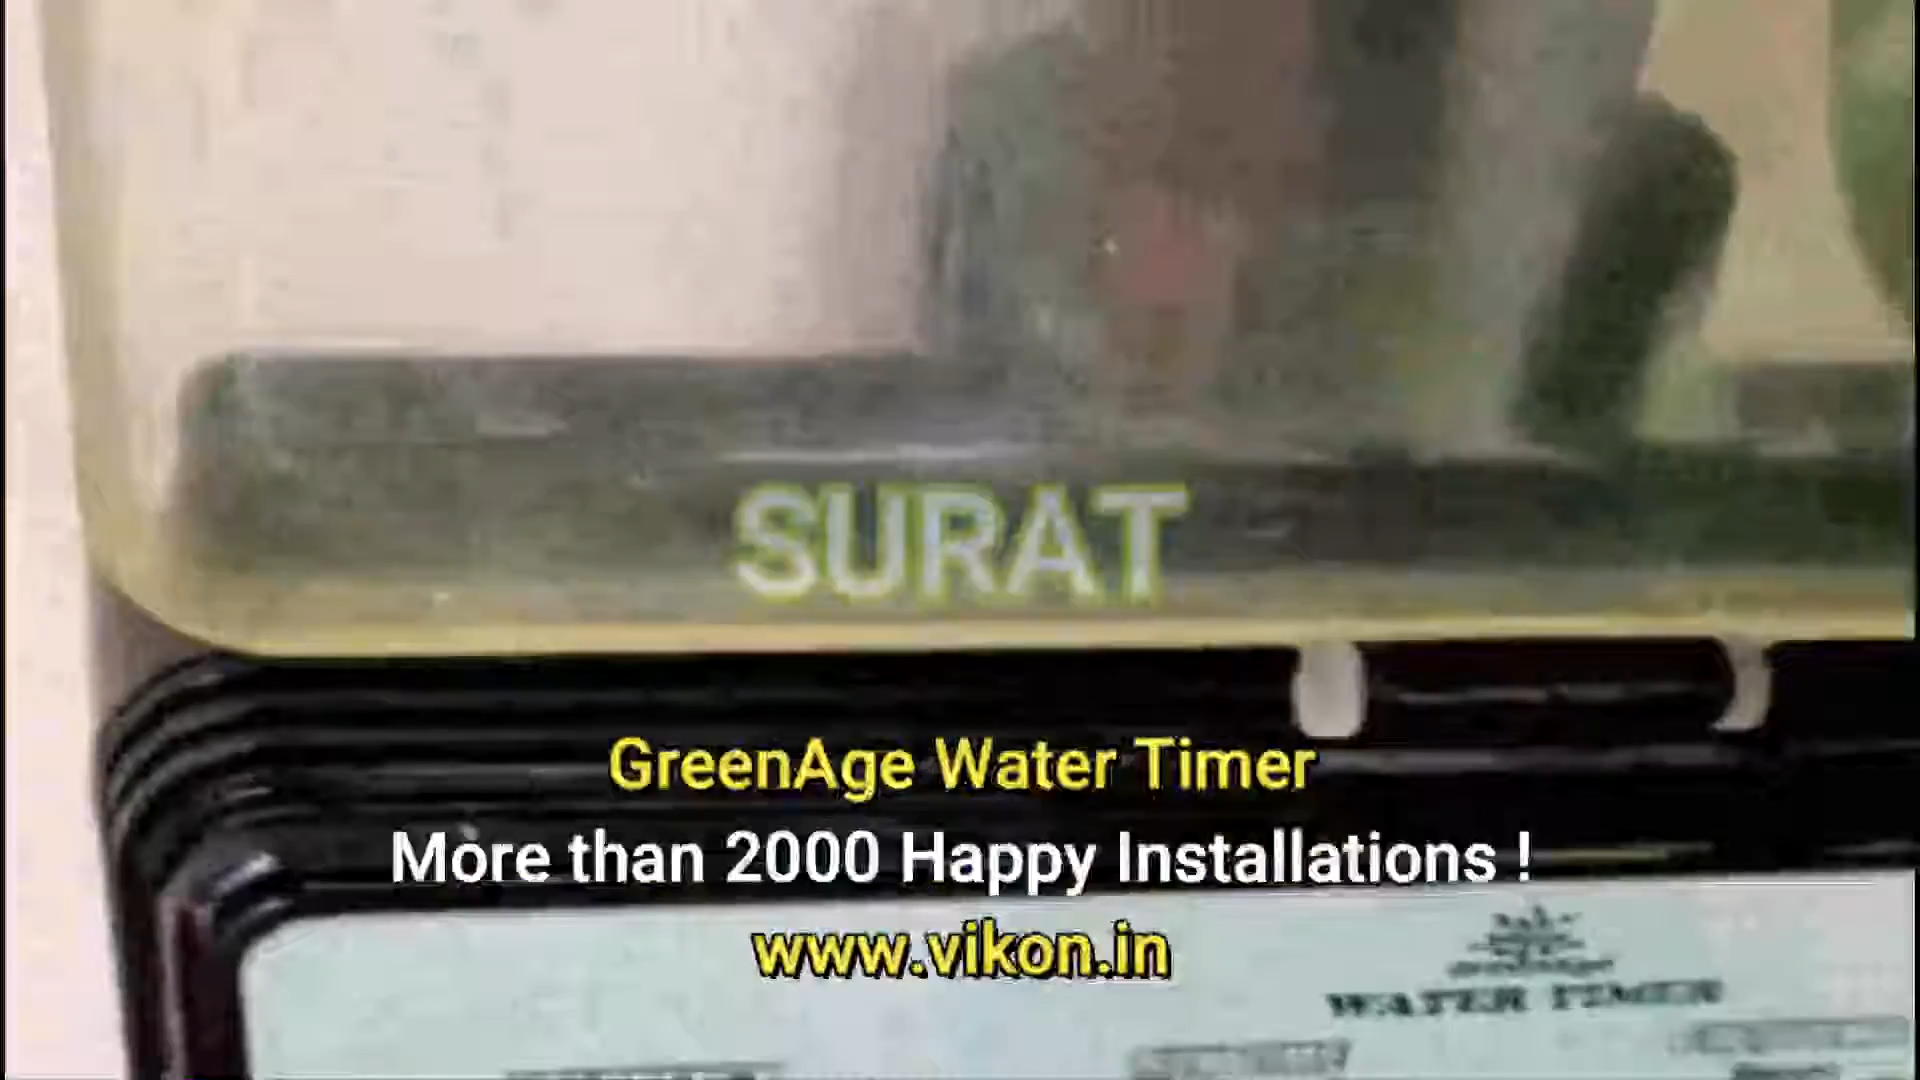 SURAT
GreenAge Water Timer
More than 2000 Happy Installations !
www.vikon.in
WATER TIMER